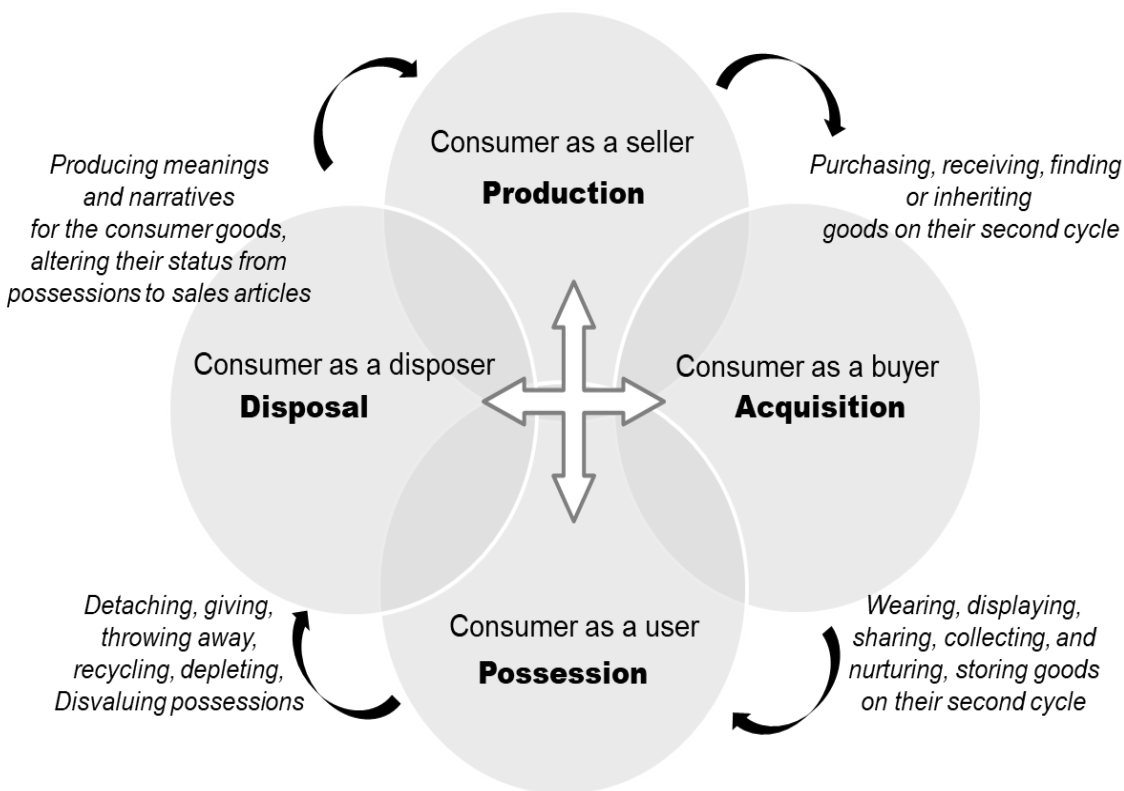 Consumer as a seller
Production
Purchasing, receiving, finding
or inheriting
goods on their second cycle
Producing meanings
and narratives
for the consumer goods,
altering their status from
possessions to sales articles
Consumer as a disposer
Disposal
Consumer as a buyer
Acquisition
Detaching, giving,
throwing away,
recycling, depleting,
Disvaluing possessions
Consumer as a user
Possession
Wearing, displaying,
sharing, collecting, and
nurturing, storing goods
on their second cycle